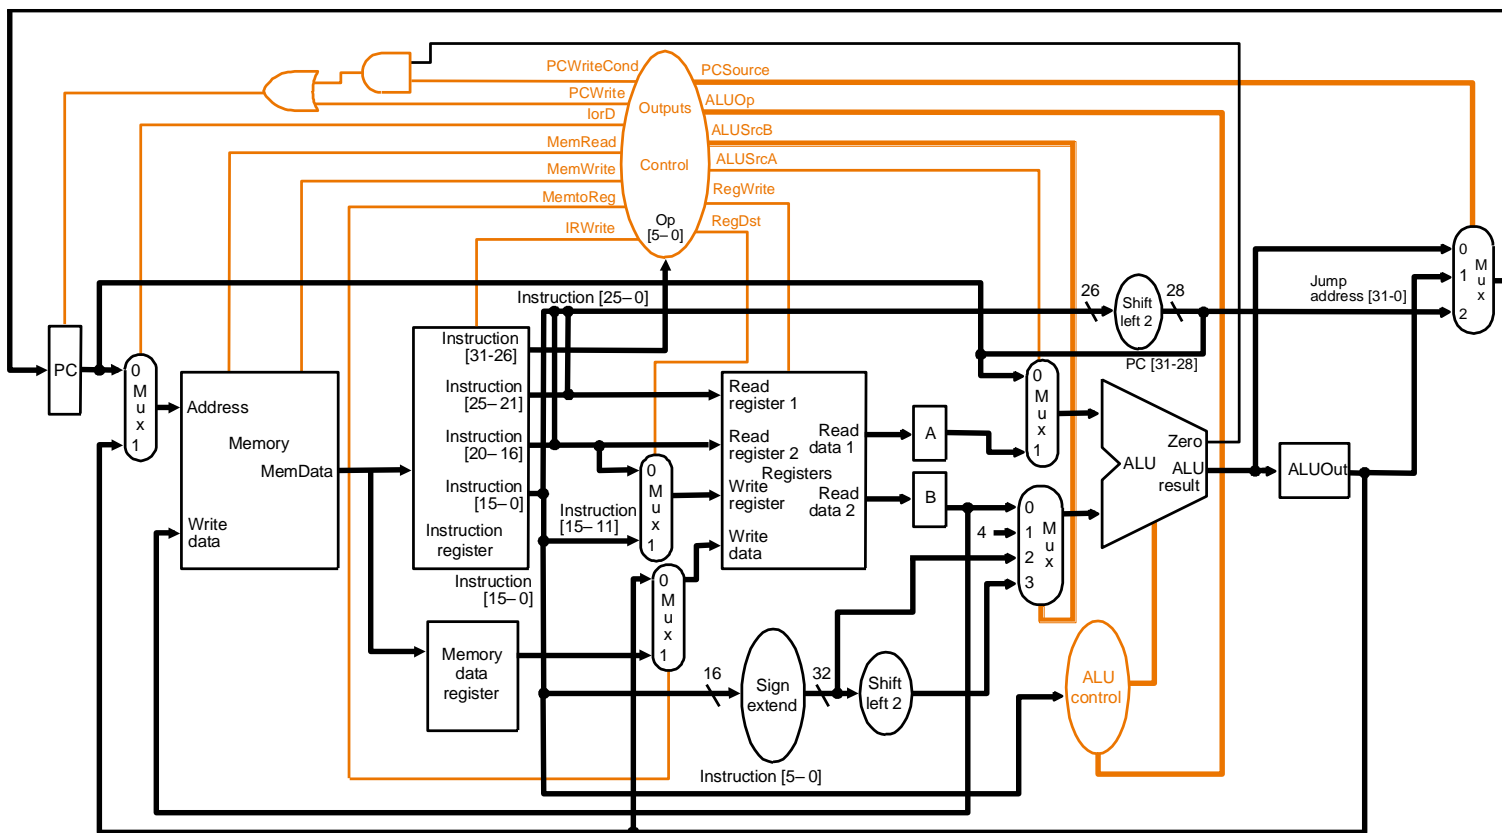 PCWriteCond
PCWrite
IorD
MemRead
MemWrite
MemtoReg
IRWrite
Outputs
Control
Op
[5–0]
PCSource
ALUOp
ALUSrcB
ALUSrcA
RegWrite
RegDst
Instruction [25–0]
26
Shift
left 2
28
Jump
address [31-0]
PC [31-28]
0
1
2
M
u
x
PC
0
M
u
x
1
Address
Memory
MemData
Write
data
Instruction
[31-26]
Instruction
[25–21]
Instruction
[20–16]
Instruction
[15–0]
Instruction
register
Instruction
[15–11]
Instruction
[15–0]
0
M
u
x
1
Read
register 1
Read
register 2
Registers
Write
register
Write
data
Read
data 1
Read
data 2
A
B
0
M
u
x
1
4
0
1
2
3
M
u
x
Zero
ALU
ALU
result
ALUOut
0
M
u
x
1
Memory
data
register
16
Sign
extend
32
Shift
left 2
ALU
control
Instruction [5–0]